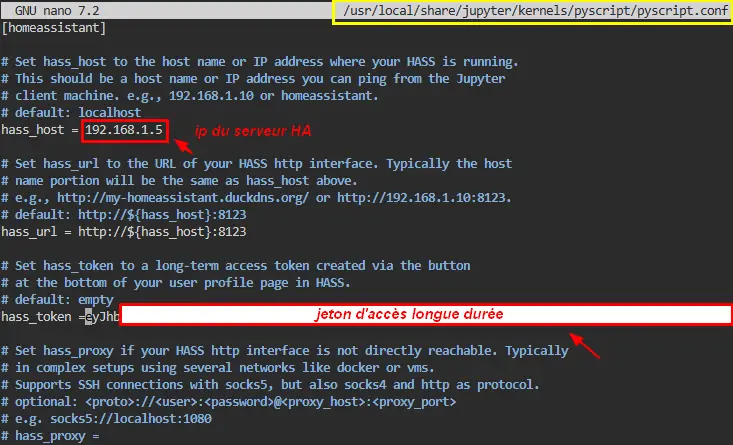 GNU nano 7.2 /usr/local/share/jupyter/kernels/pyscript/pyscript.conf
[homeassistant]
# Set hass_host to the host name or IP address where your HASS is running.
# This should be a host name or IP address you can ping from the Jupyter
# client machine. e.g., 192.168.1.10 or homeassistant.
# default: localhost
hass_host = 192.168.1.5 ip du serveur HA
# Set hass_url to the URL of your HASS http interface. Typically the host
# name portion will be the same as hass_host above.
# e.g., http://my-homeassistant.duckdns.org/ or http://192.168.1.10:8123.
# default: http://${hass_host}:8123
hass_url = http://${hass_host}:8123
# Set hass_token to a long-term access token created via the button
# at the bottom of your user profile page in HASS.
# default: empty
hass_token =eyJhb jeton d'accès longue durée
# Set hass_proxy if your HASS http interface is not directly reachable. Typically
# in complex setups using several networks like docker or vms.
# Supports SSH connections with socks5, but also socks4 and http as protocol.
# optional: <proto>://<user>:<password>@<proxy_host>:<proxy_port>
# e.g. socks5://localhost:1080
# hass_proxy =